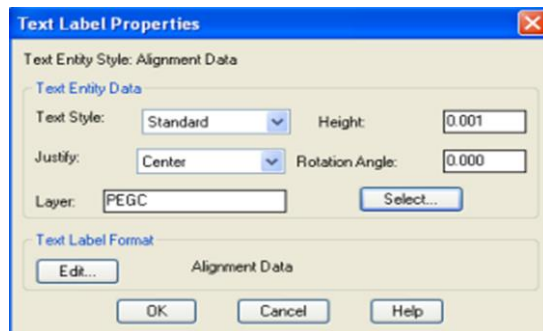 Text Label Properties
Text Entity Style: Alignment Data
Text Entity Data
Text Style: Standard Height: 0.001
Justify: Center Rotation Angle: 0.000
Layer: PEGC Select...
Text Label Format
Edit... Alignment Data
OK Cancel Help